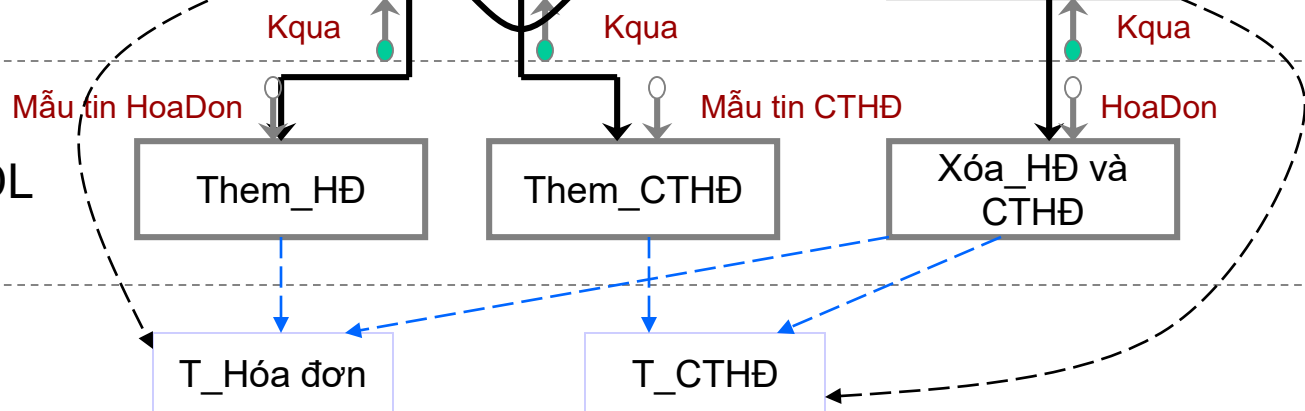 Kqua
Kqua
Kqua
Mẫu tin HoaDon
Mẫu tin CTHĐ
HoaDon
Them_HĐ
Them_CTHĐ
Xóa_HĐ và
CTHĐ
T_Hóa đơn
T_CTHĐ